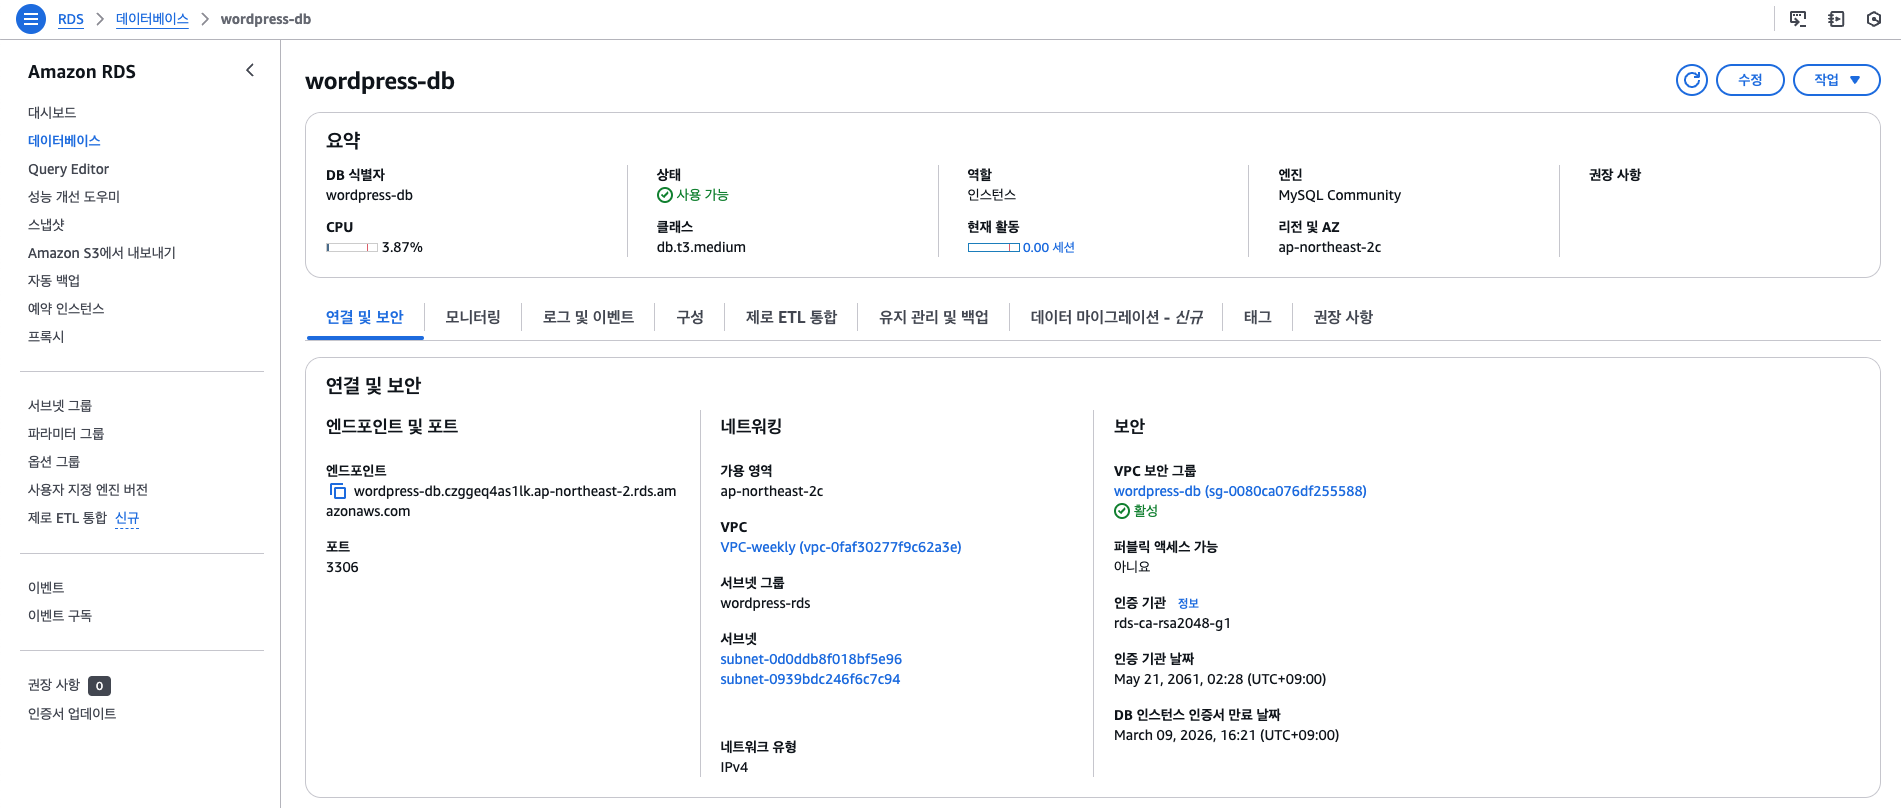 RDS > 데이터베이스 > wordpress-db
Amazon RDS
대시보드
데이터베이스
Query Editor
성능 개선 도우미
스냅샷
Amazon S3에서 내보내기
자동 백업
예약 인스턴스
프록시
서브넷 그룹
파라미터 그룹
옵션 그룹
사용자 지정 엔진 버전
제로 ETL 통합 신규
이벤트
이벤트 구독
권장 사항 0
인증서 업데이트
wordpress-db
수정
작업
요약
DB 식별자
wordpress-db
CPU
3.87%
상태
사용 가능
클래스
db.t3.medium
역할
인스턴스
현재 활동
0.00 세션
엔진
MySQL Community
리전 및 AZ
ap-northeast-2c
권장 사항
연결 및 보안
모니터링
로그 및 이벤트
구성
제로 ETL 통합
유지 관리 및 백업
데이터 마이그레이션 - 신규
태그
권장 사항
연결 및 보안
엔드포인트 및 포트
엔드포인트
wordpress-db.czggeq4as1lk.ap-northeast-2.rds.am
azonaws.com
포트
3306
네트워킹
가용 영역
ap-northeast-2c
VPC
VPC-weekly (vpc-0faf30277f9c62a3e)
서브넷 그룹
wordpress-rds
서브넷
subnet-0d0ddb8f018bf5e96
subnet-0939bdc246f6c7c94
네트워크 유형
IPv4
보안
VPC 보안 그룹
wordpress-db (sg-0080ca076df255588)
활성
퍼블릭 액세스 가능
아니요
인증 기관 정보
rds-ca-rsa2048-g1
인증 기관 날짜
May 21, 2061, 02:28 (UTC+09:00)
DB 인스턴스 인증서 만료 날짜
March 09, 2026, 16:21 (UTC+09:00)